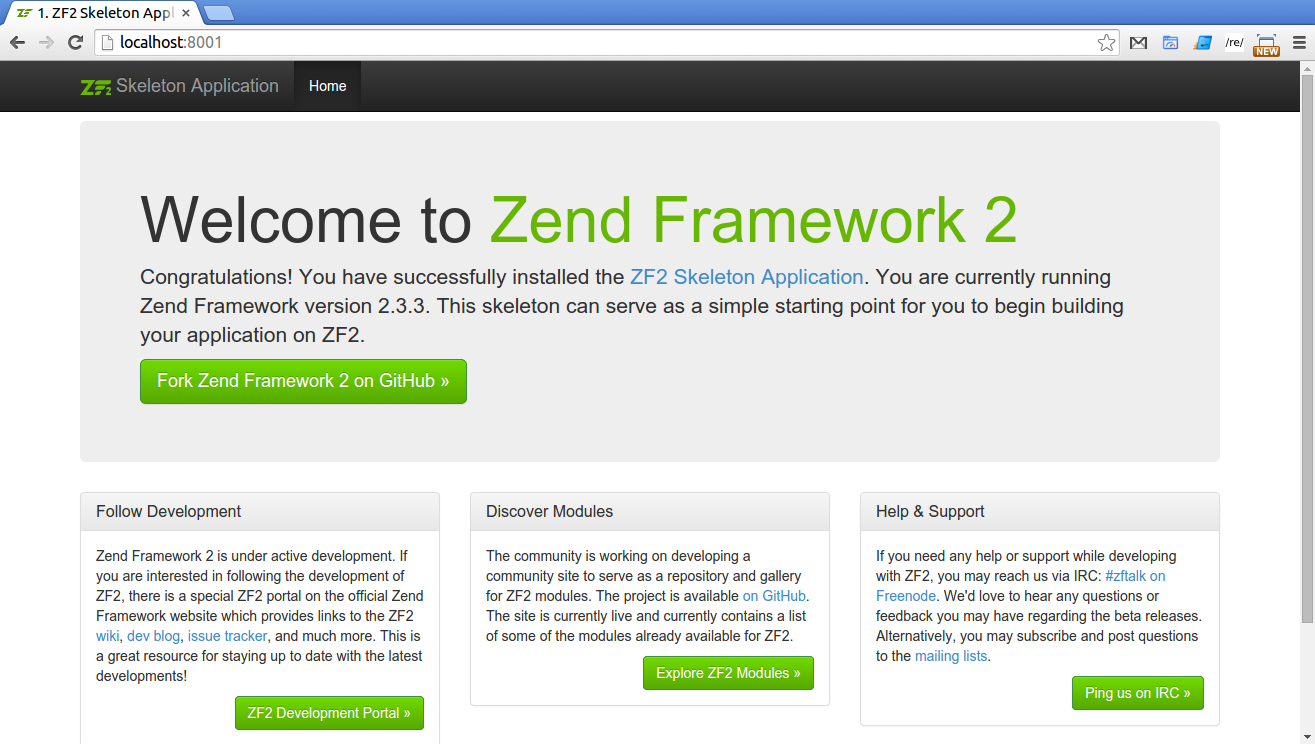 1. ZF2 Skeleton Appl
localhost:8001
/re/
NEW
ZF2 Skeleton Application
Home
Welcome to Zend Framework 2
Congratulations! You have successfully installed the ZF2 Skeleton Application. You are currently running
Zend Framework version 2.3.3. This skeleton can serve as a simple starting point for you to begin building
your application on ZF2.
Fork Zend Framework 2 on GitHub »
Follow Development
Zend Framework 2 is under active development. If
you are interested in following the development of
ZF2, there is a special ZF2 portal on the official Zend
Framework website which provides links to the ZF2
wiki, dev blog, issue tracker, and much more. This is
a great resource for staying up to date with the latest
developments!
ZF2 Development Portal »
Discover Modules
The community is working on developing a
community site to serve as a repository and gallery
for ZF2 modules. The project is available on GitHub.
The site is currently live and currently contains a list
of some of the modules already available for ZF2.
Explore ZF2 Modules »
Help & Support
If you need any help or support while developing
with ZF2, you may reach us via IRC: #zftalk on
Freenode. We'd love to hear any questions or
feedback you may have regarding the beta releases.
Alternatively, you may subscribe and post questions
to the mailing lists.
Ping us on IRC »